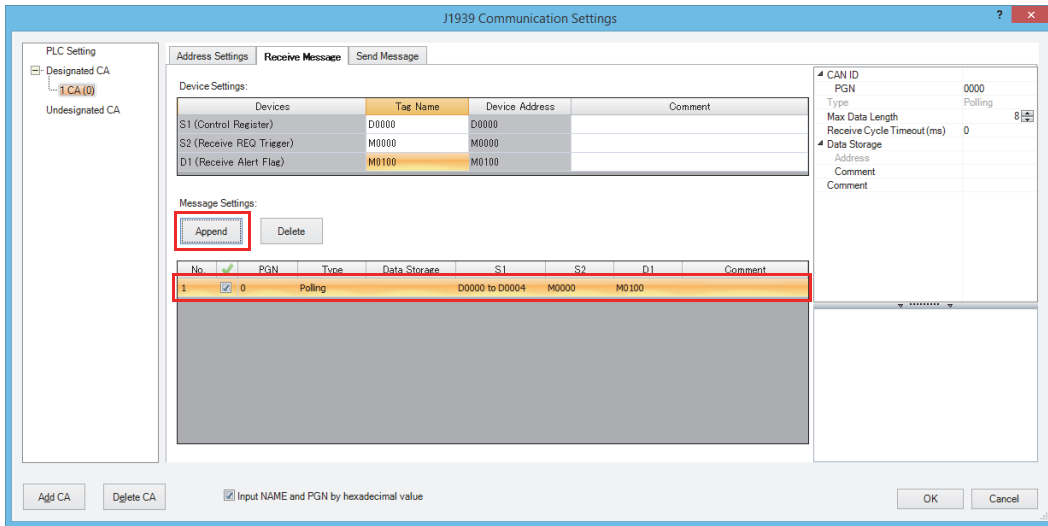 J1939 Communication Settings
? ×
PLC Setting
Designated CA
1 CA (0)
Undesignated CA
Address Settings Receive Message Send Message
Device Settings:
Devices Tag Name Device Address Comment
S1 (Control Register) D0000 D0000
S2 (Receive REQ Trigger) M0000 M0000
D1 (Receive Alert Flag) M0100 M0100
Message Settings:
Append Delete
No. PGN Type Data Storage S1 S2 D1 Comment
1 0 Polling D0000 to D0004 M0000 M0100
CAN ID
PGN 0000
Type Polling
Max Data Length 8
Receive Cycle Timeout (ms) 0
Data Storage
Address
Comment
Comment
Add CA Delete CA Input NAME and PGN by hexadecimal value OK Cancel